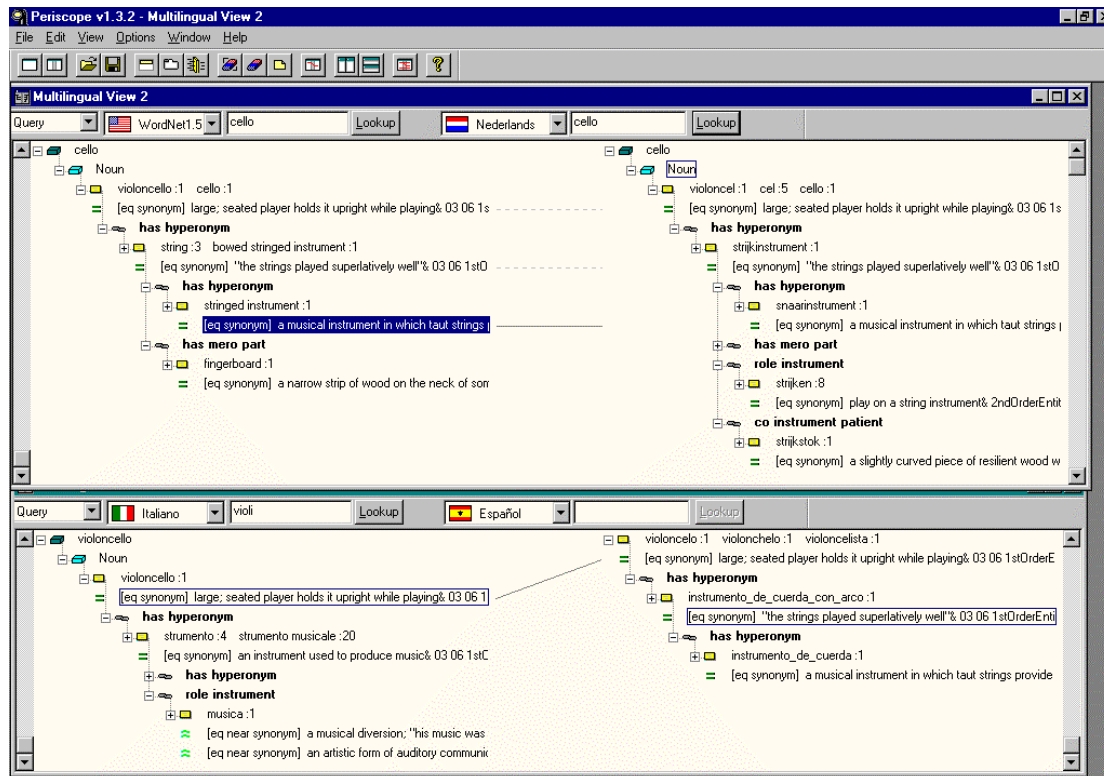 Periscope v1.3.2 - Multilingual View 2
File Edit View Options Window Help
Multilingual View 2
Query WordNet1.5 cello Lookup Nederlands cello Lookup
cello
Noun
violoncello :1 cello :1
[eq synonym] large; seated player holds it upright while playing& 03 06 1s
has hyperonym
string :3 bowed stringed instrument :1
[eq synonym] "the strings played superlatively well"& 03 06 1stO
has hyperonym
stringed instrument :1
[eq synonym] a musical instrument in which taut strings
has mero part
fingerboard :1
[eq synonym] a narrow strip of wood on the neck of
cello
Noun
violoncel :1 cel :5 cello :1
[eq synonym] large; seated player holds it upright while playing& 03 06 1s
has hyperonym
strijkinstrument :1
[eq synonym] "the strings played superlatively well"& 03 06 1stO
has hyperonym
snaarinstrument :1
[eq synonym] a musical instrument in which taut strings
has mero part
role instrument
strijken :8
[eq synonym] play on a string instrument& 2ndOrderEntit
co instrument patient
strijkstok :1
[eq synonym] a slightly curved piece of resilient wood w
Query Italiano violi Lookup Español Lookup
violoncello
Noun
violoncello :1
[eq synonym] large; seated player holds it upright while playing& 03 06 1
has hyperonym
strumento :4 strumento musicale :20
[eq synonym] an instrument used to produce music& 03 06 1stC
has hyperonym
role instrument
musica :1
[eq near synonym] a musical diversion; "his music was
[eq near synonym] an artistic form of auditory communic
violoncelo :1 violonchelo :1 violoncelista :1
[eq synonym] large; seated player holds it upright while playing& 03 06 1stOrderE
has hyperonym
instrumento_de_cuerda_con_arco :1
[eq synonym] "the strings played superlatively well"& 03 06 1stOrderEnti
has hyperonym
instrumento_de_cuerda :1
[eq synonym] a musical instrument in which taut strings provide